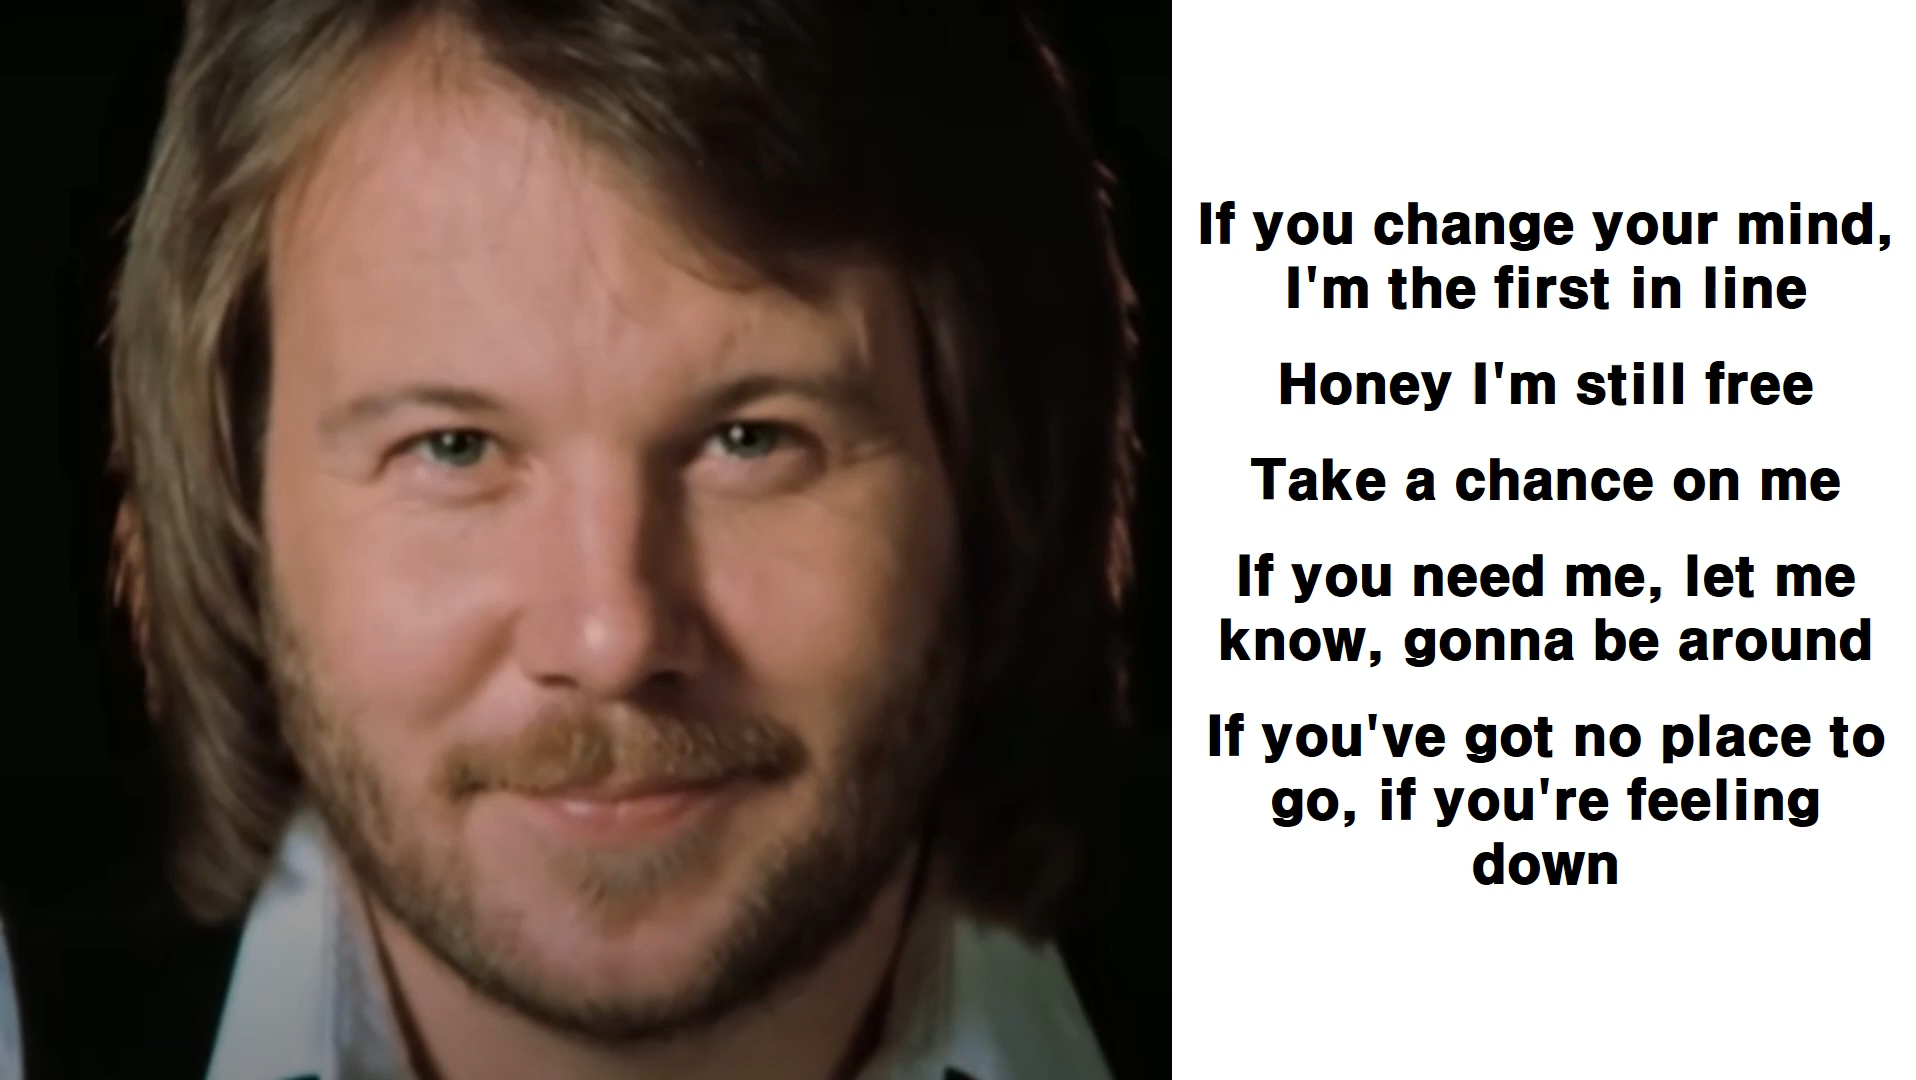 If you change your mind,
I'm the first in line
Honey I'm still free
Take a chance on me
If you need me, let me
know, gonna be around
If you've got no place to
go, if you're feeling
down